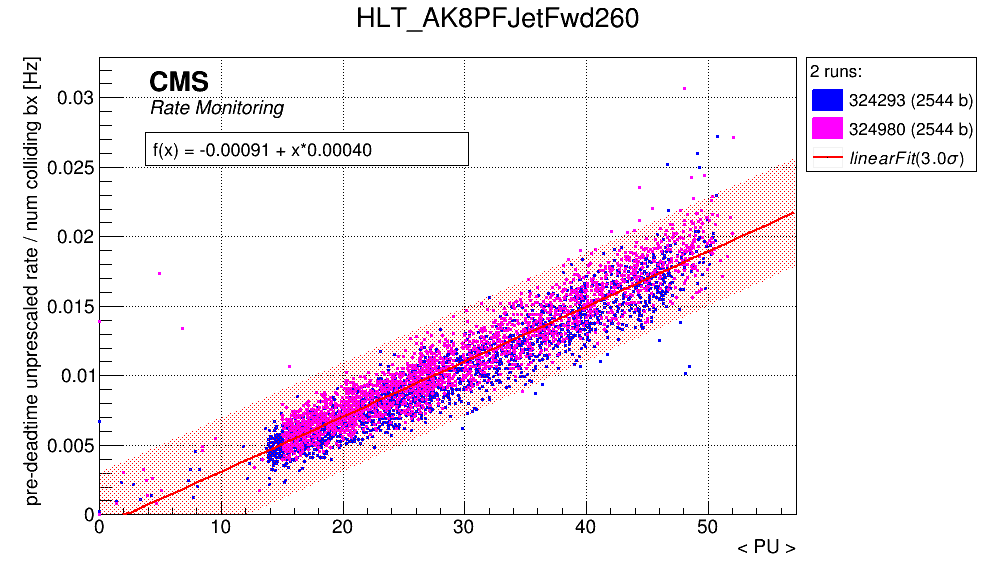 HLT_AK8PFJetFwd260
pre-deadtime unprescaled rate / num colliding bx [Hz]
CMS
Rate Monitoring
f(x) = -0.00091 + x*0.00040
0.03
0.025
0.02
0.015
0.01
0.005
0
0 10 20 30 40 50
< PU >
2 runs:
324293 (2544 b)
324980 (2544 b)
linearFit(3.0σ)